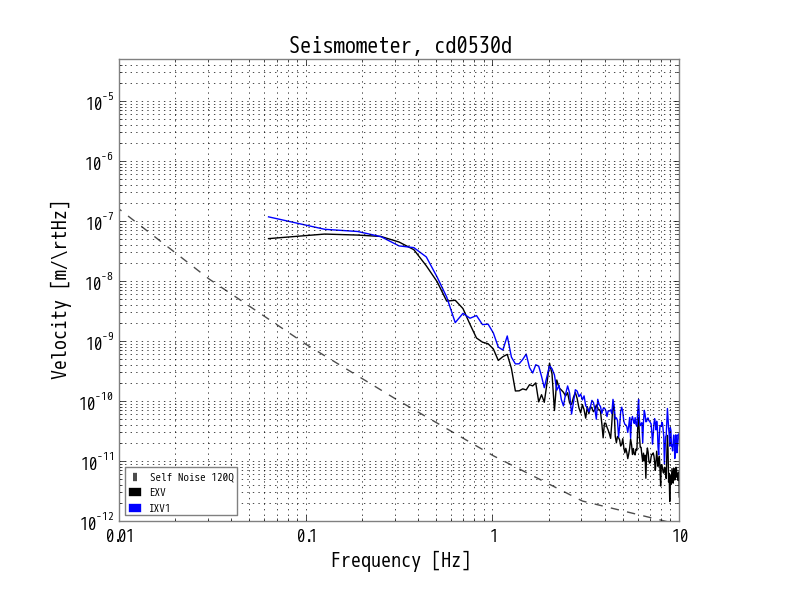 Seismometer, cd0530d
Velocity [m/\rtHz]
10^-5
10^-6
10^-7
10^-8
10^-9
10^-10
10^-11
10^-12
Self Noise 120Q
EXV
IXV1
0.01
0.1
1
10
Frequency [Hz]